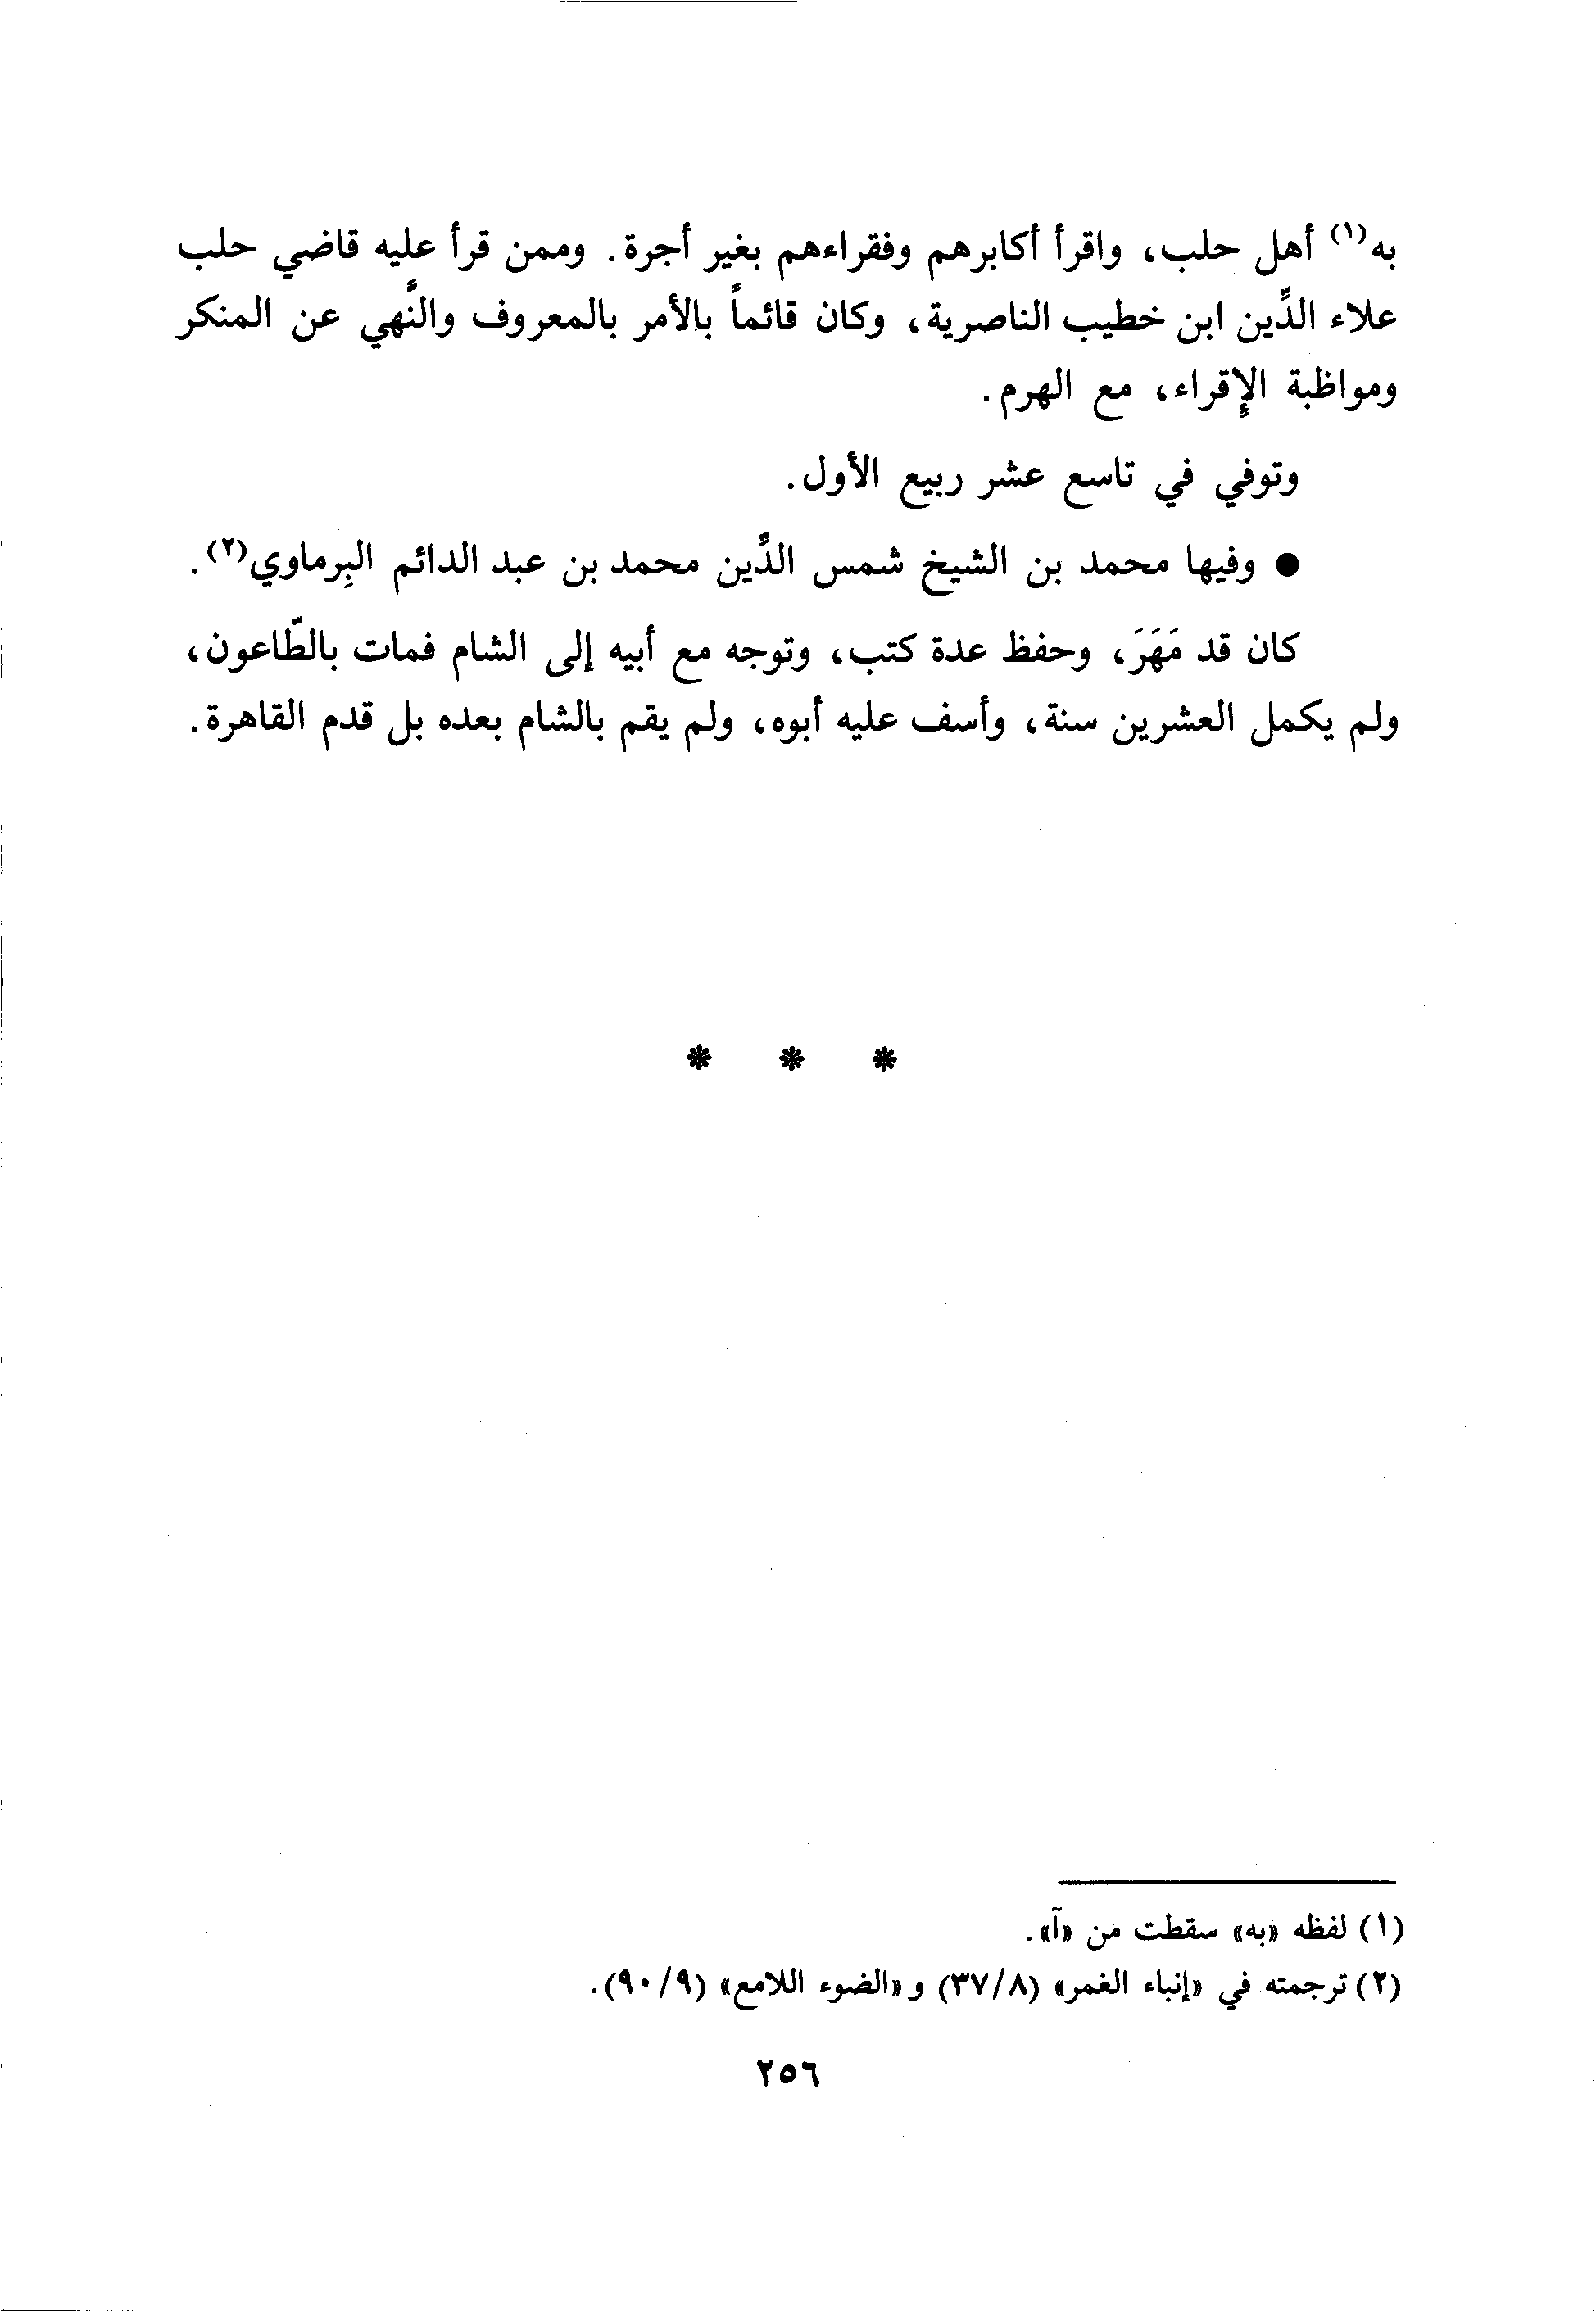 به(١) أهل حلب، واقرأ أكابرهم وفقراءهم بغير أجرة. وممن قرأ عليه قاضي حلب
علاء الدِّين ابن خطيب الناصرية، وكان قائماً بالأمر بالمعروف والنَّهي عن المنكر
ومواظبة الإقراء، مع الهرم.
وتوفي في تاسع عشر ربيع الأول.
● وفيها محمد بن الشيخ شمس الدِّين محمد بن عبد الدائم البِرماوي(٢).
كان قد مَهَرَ، وحفظ عدة كتب، وتوجه مع أبيه إلى الشام فمات بالطّاعون،
ولم يكمل العشرين سنة، وأسف عليه أبوه، ولم يقم بالشام بعده بل قدم القاهرة.
* * *
(١) لفظه «به» سقطت من «آ».
(٢) ترجمته في «إنباء الغمر» (٣٧/٨) و«الضوء اللامع» (٩٠/٩).
٢٥٦